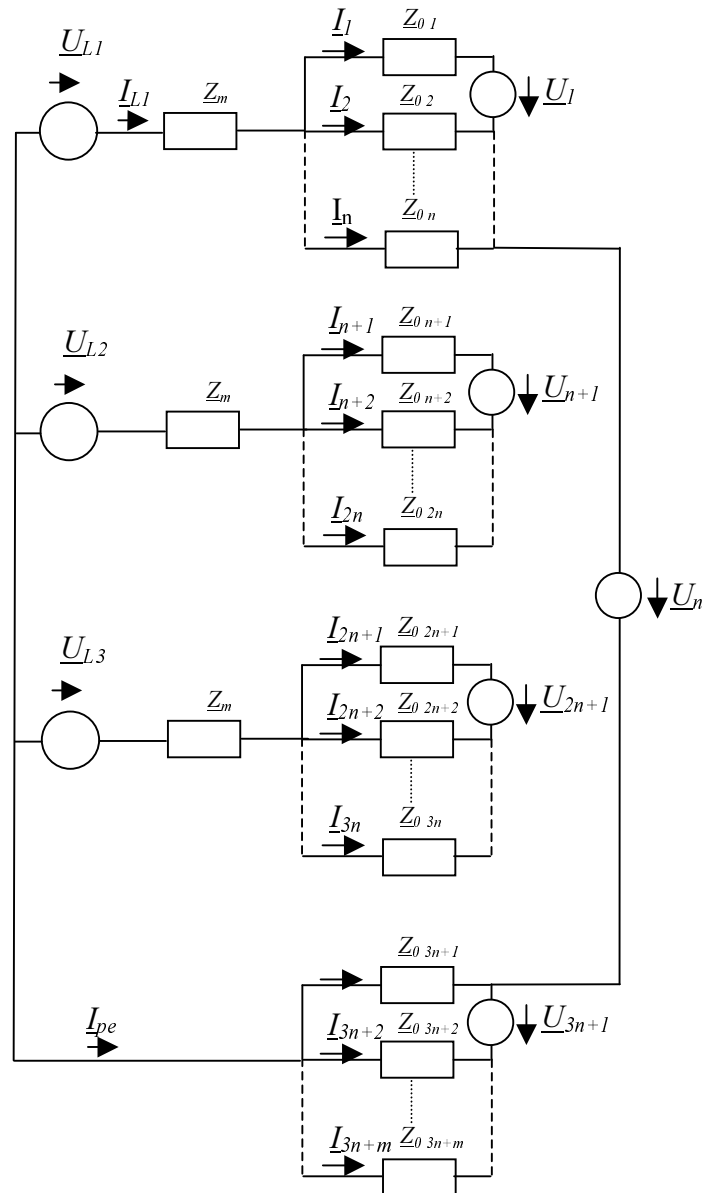 U_L1
I_L1
Z_m
I_1
Z_0 1
U_1
I_2
Z_0 2
I_n
Z_0 n
U_L2
Z_m
I_n+1
Z_0 n+1
U_n+1
I_n+2
Z_0 n+2
I_2n
Z_0 2n
U_n
U_L3
Z_m
I_2n+1
Z_0 2n+1
U_2n+1
I_2n+2
Z_0 2n+2
I_3n
Z_0 3n
Z_0 3n+1
U_3n+1
I_pe
I_3n+2
Z_0 3n+2
I_3n+m
Z_0 3n+m